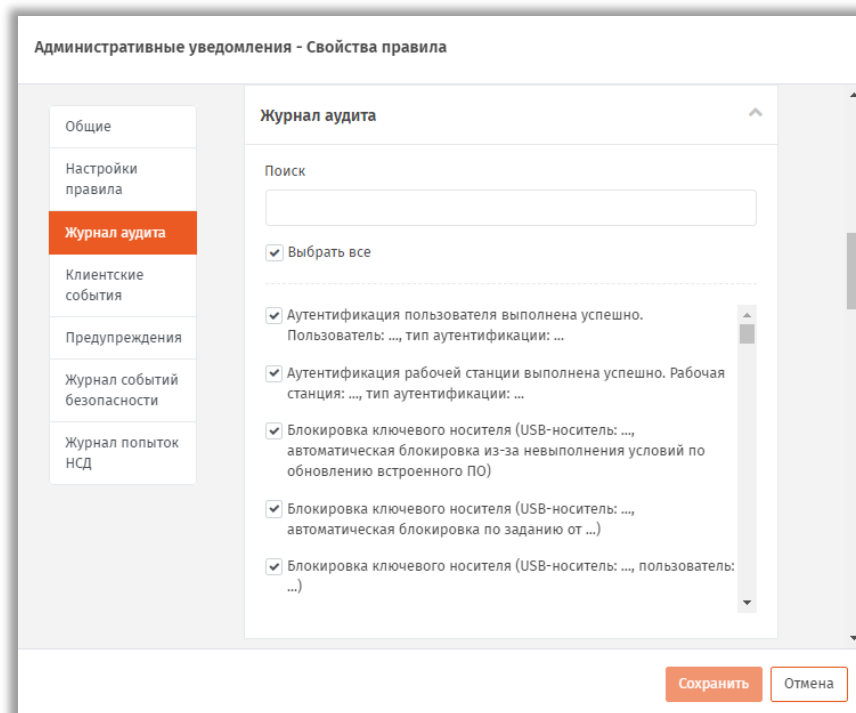 Административные уведомления - Свойства правила
Общие
Настройки
правила
Журнал аудита
Клиентские
события
Предупреждения
Журнал событий
безопасности
Журнал попыток
НСД
Журнал аудита
Поиск
Выбрать все
Аутентификация пользователя выполнена успешно.
Пользователь: ..., тип аутентификации: ...
Аутентификация рабочей станции выполнена успешно. Рабочая
станция: ..., тип аутентификации: ...
Блокировка ключевого носителя (USB-носитель: ...,
автоматическая блокировка из-за невыполнения условий по
обновлению встроенного ПО)
Блокировка ключевого носителя (USB-носитель: ...,
автоматическая блокировка по заданию от ...)
Блокировка ключевого носителя (USB-носитель: ..., пользователь:
...)
Сохранить
Отмена